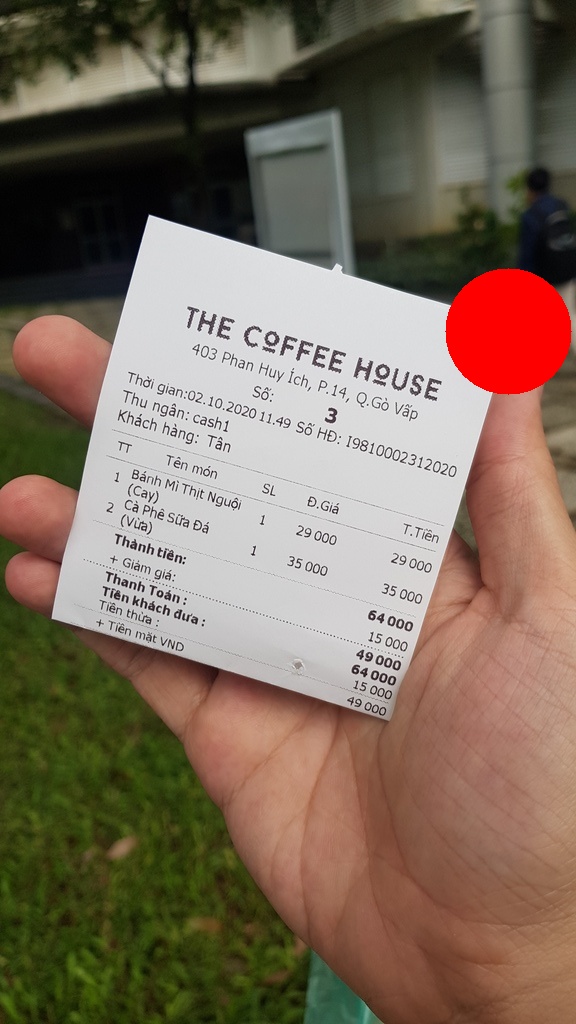 THE COFFEE HOUSE
403 Phan Huy Ích, P.14, Q.Gò Vấp
Số: 3
Thời gian:02.10.2020 11.49 Số HĐ: I9810002312020
Thu ngân: cash1
Khách hàng: Tân
TT Tên món SL Đ.Giá T.Tiền
1 Bánh Mì Thịt Nguội 1 29 000 29 000
(Cay)
2 Cà Phê Sữa Đá 1 35 000 35 000
(Vừa)
Thành tiền: 64 000
+ Giảm giá: 15 000
Thanh Toán : 49 000
Tiền khách đưa : 64 000
Tiền thừa : 15 000
+ Tiền mặt VND 49 000